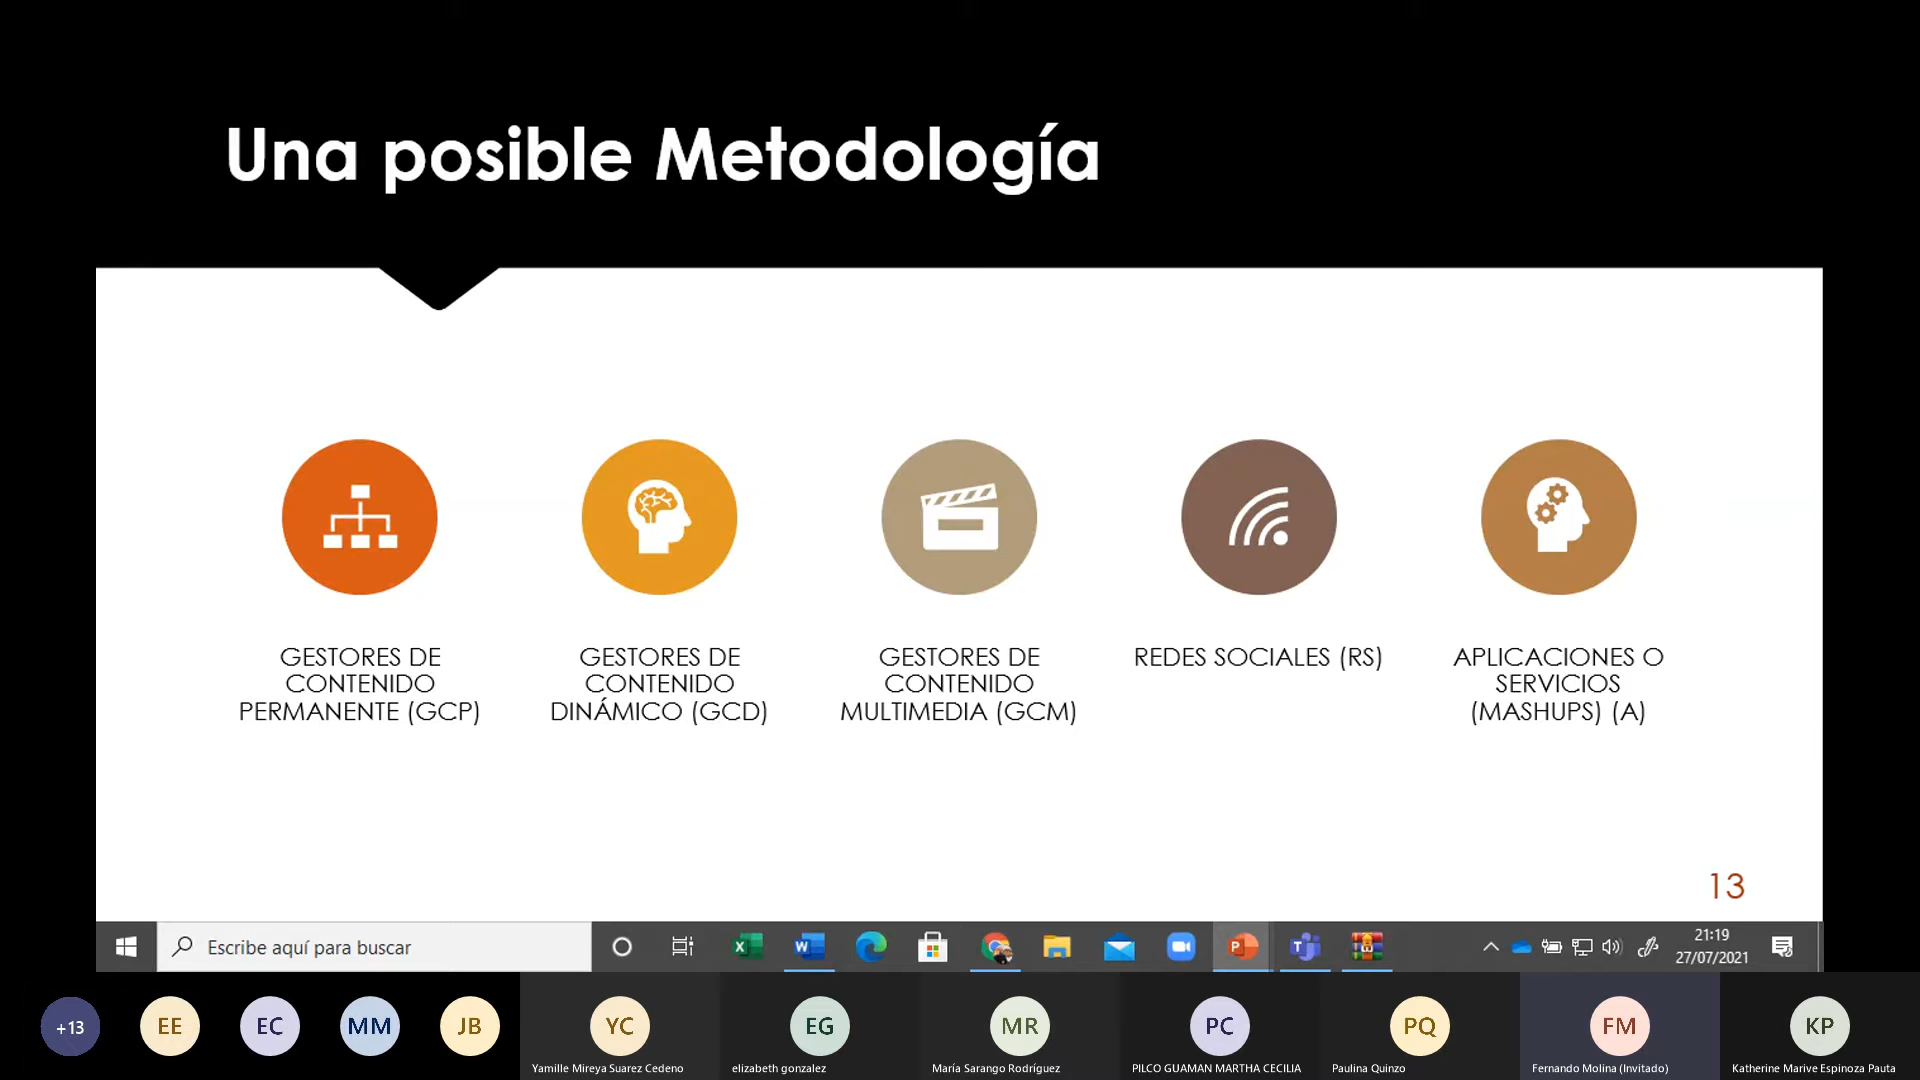 Una posible Metodología
GESTORES DE
CONTENIDO
PERMANENTE (GCP)
GESTORES DE
CONTENIDO
DINÁMICO (GCD)
GESTORES DE
CONTENIDO
MULTIMEDIA (GCM)
REDES SOCIALES (RS)
APLICACIONES O
SERVICIOS
(MASHUPS) (A)
13
Escribe aquí para buscar
21:19
27/07/2021
+13
EE
EC
MM
JB
YC
EG
MR
PC
PQ
FM
KP
Yamille Mireya Suarez Cedeno
elizabeth gonzalez
María Sarango Rodríguez
PILCO GUAMAN MARTHA CECILIA
Paulina Quinzo
Fernando Molina (Invitado)
Katherine Marive Espinoza Pauta